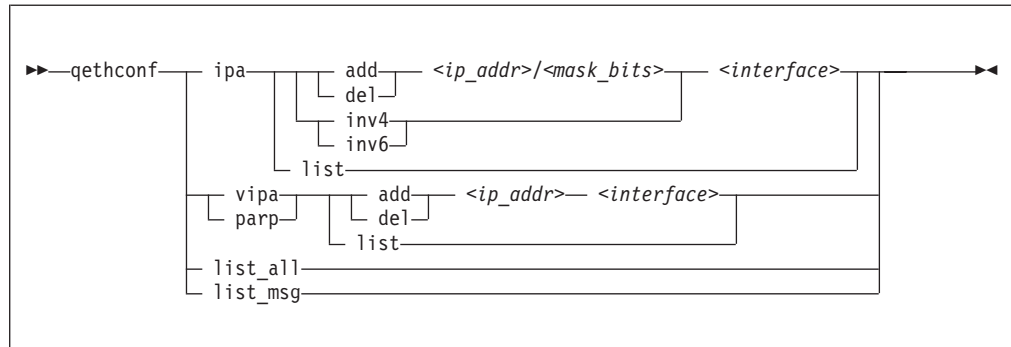 qethconf ipa add <ip_addr>/<mask_bits> <interface>
del
inv4
inv6
list
vipa add <ip_addr> <interface>
parp del
list
list_all
list_msg